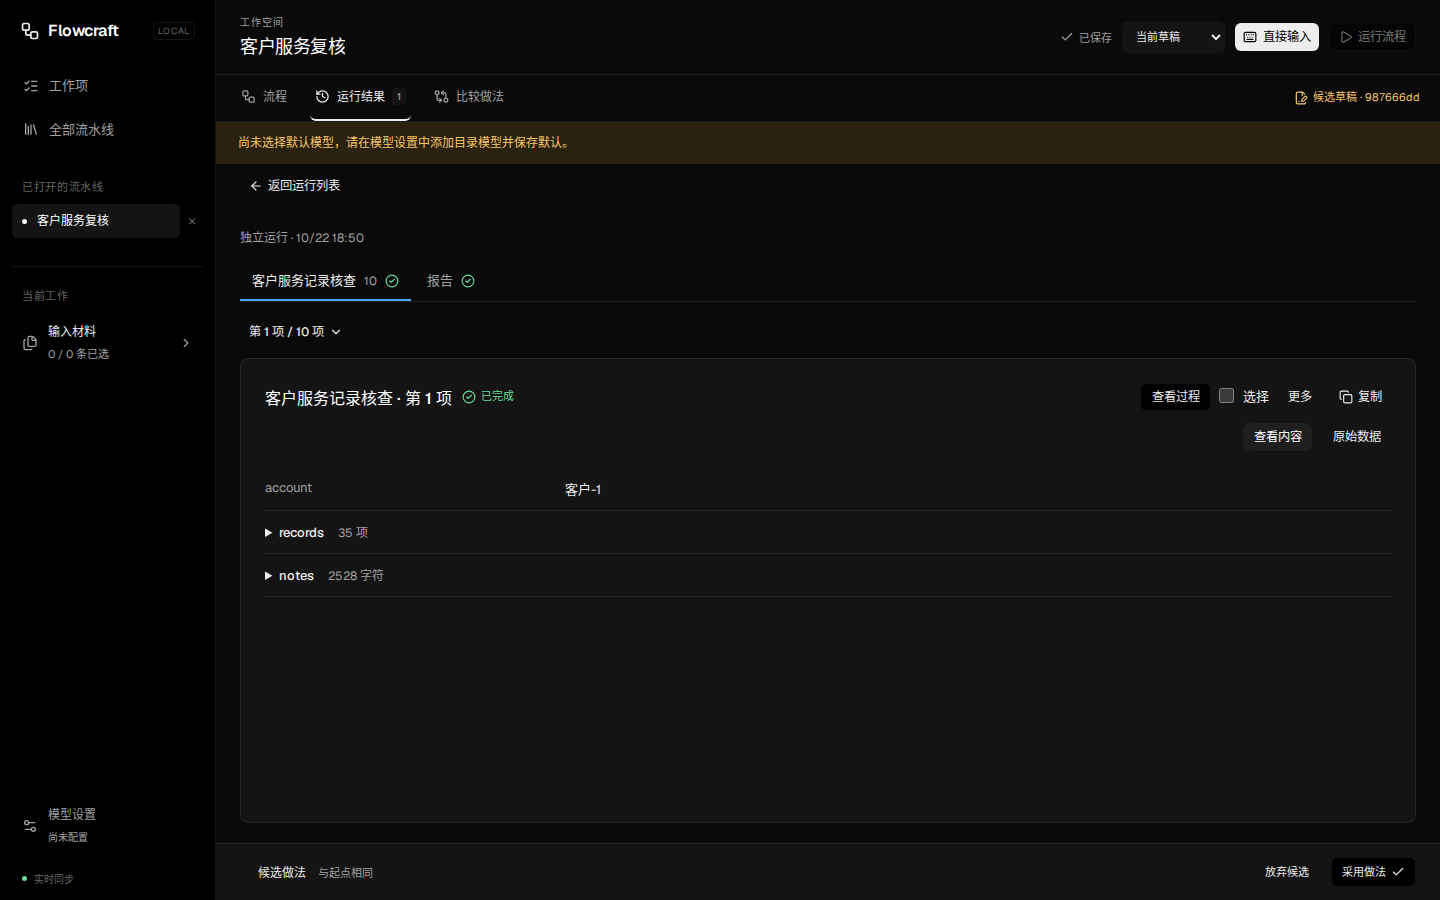 Flowcraft
LOCAL
工作项
全部流水线
已打开的流水线
客户服务复核
当前工作
输入材料
0 / 0 条已选
模型设置
尚未配置
实时同步
工作空间
客户服务复核
已保存
当前草稿
直接输入
运行流程
流程
运行结果 1
比较做法
候选草稿 · 987666dd
尚未选择默认模型，请在模型设置中添加目录模型并保存默认。
返回运行列表
独立运行 · 10/22 18:50
客户服务记录核查 10
报告
第 1 项 / 10 项
客户服务记录核查 · 第 1 项
已完成
查看过程
选择
更多
复制
查看内容
原始数据
account
客户-1
records 35 项
notes 2528 字符
候选做法
与起点相同
放弃候选
采用做法